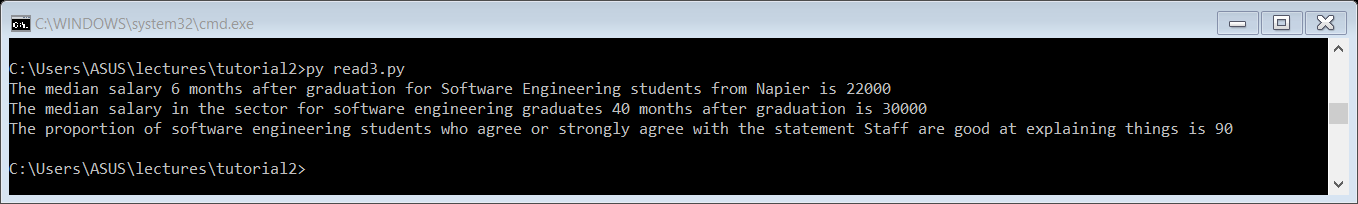 C:\WINDOWS\system32\cmd.exe
C:\Users\ASUS\lectures\tutorial2>py read3.py
The median salary 6 months after graduation for Software Engineering students from Napier is 22000
The median salary in the sector for software engineering graduates 40 months after graduation is 30000
The proportion of software engineering students who agree or strongly agree with the statement Staff are good at explaining things is 90
C:\Users\ASUS\lectures\tutorial2>